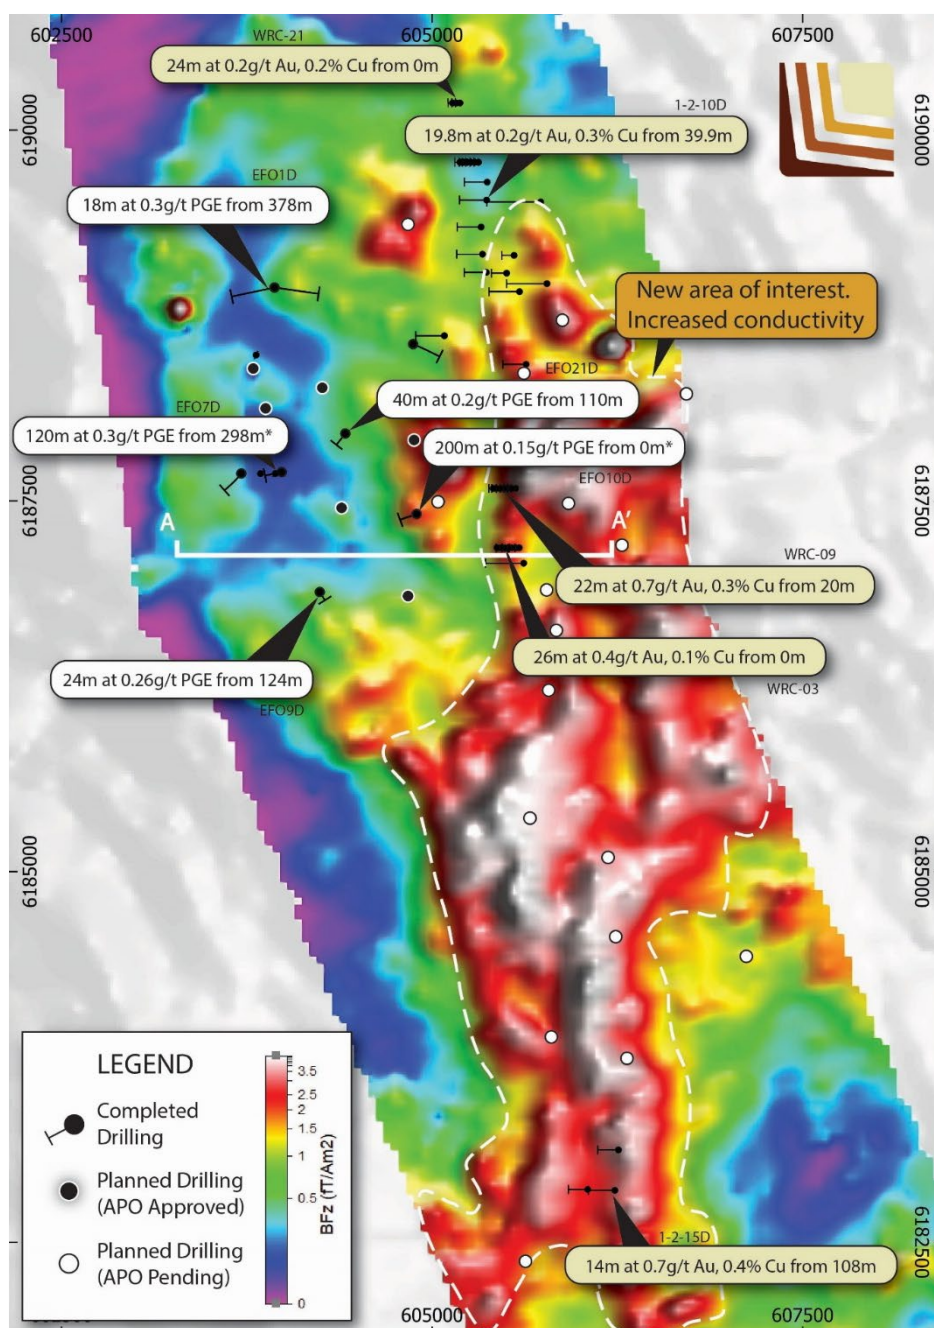 602500
605000
607500
WRC-21
24m at 0.2g/t Au, 0.2% Cu from 0m
1-2-10D
6190000
6190000
19.8m at 0.2g/t Au, 0.3% Cu from 39.9m
EFO1D
18m at 0.3g/t PGE from 378m
New area of interest.
Increased conductivity
EFO21D
40m at 0.2g/t PGE from 110m
EFO7D
120m at 0.3g/t PGE from 298m*
200m at 0.15g/t PGE from 0m*
EFO10D
6187500
6187500
A
A'
WRC-09
22m at 0.7g/t Au, 0.3% Cu from 20m
26m at 0.4g/t Au, 0.1% Cu from 0m
WRC-03
24m at 0.26g/t PGE from 124m
EFO9D
6185000
6185000
LEGEND
Completed
Drilling
Planned Drilling
(APO Approved)
Planned Drilling
(APO Pending)
BFz (fT/Am2)
3.5
2.5
2
1.5
1
0.5
0
6182500
1-2-15D
14m at 0.7g/t Au, 0.4% Cu from 108m
605000
607500